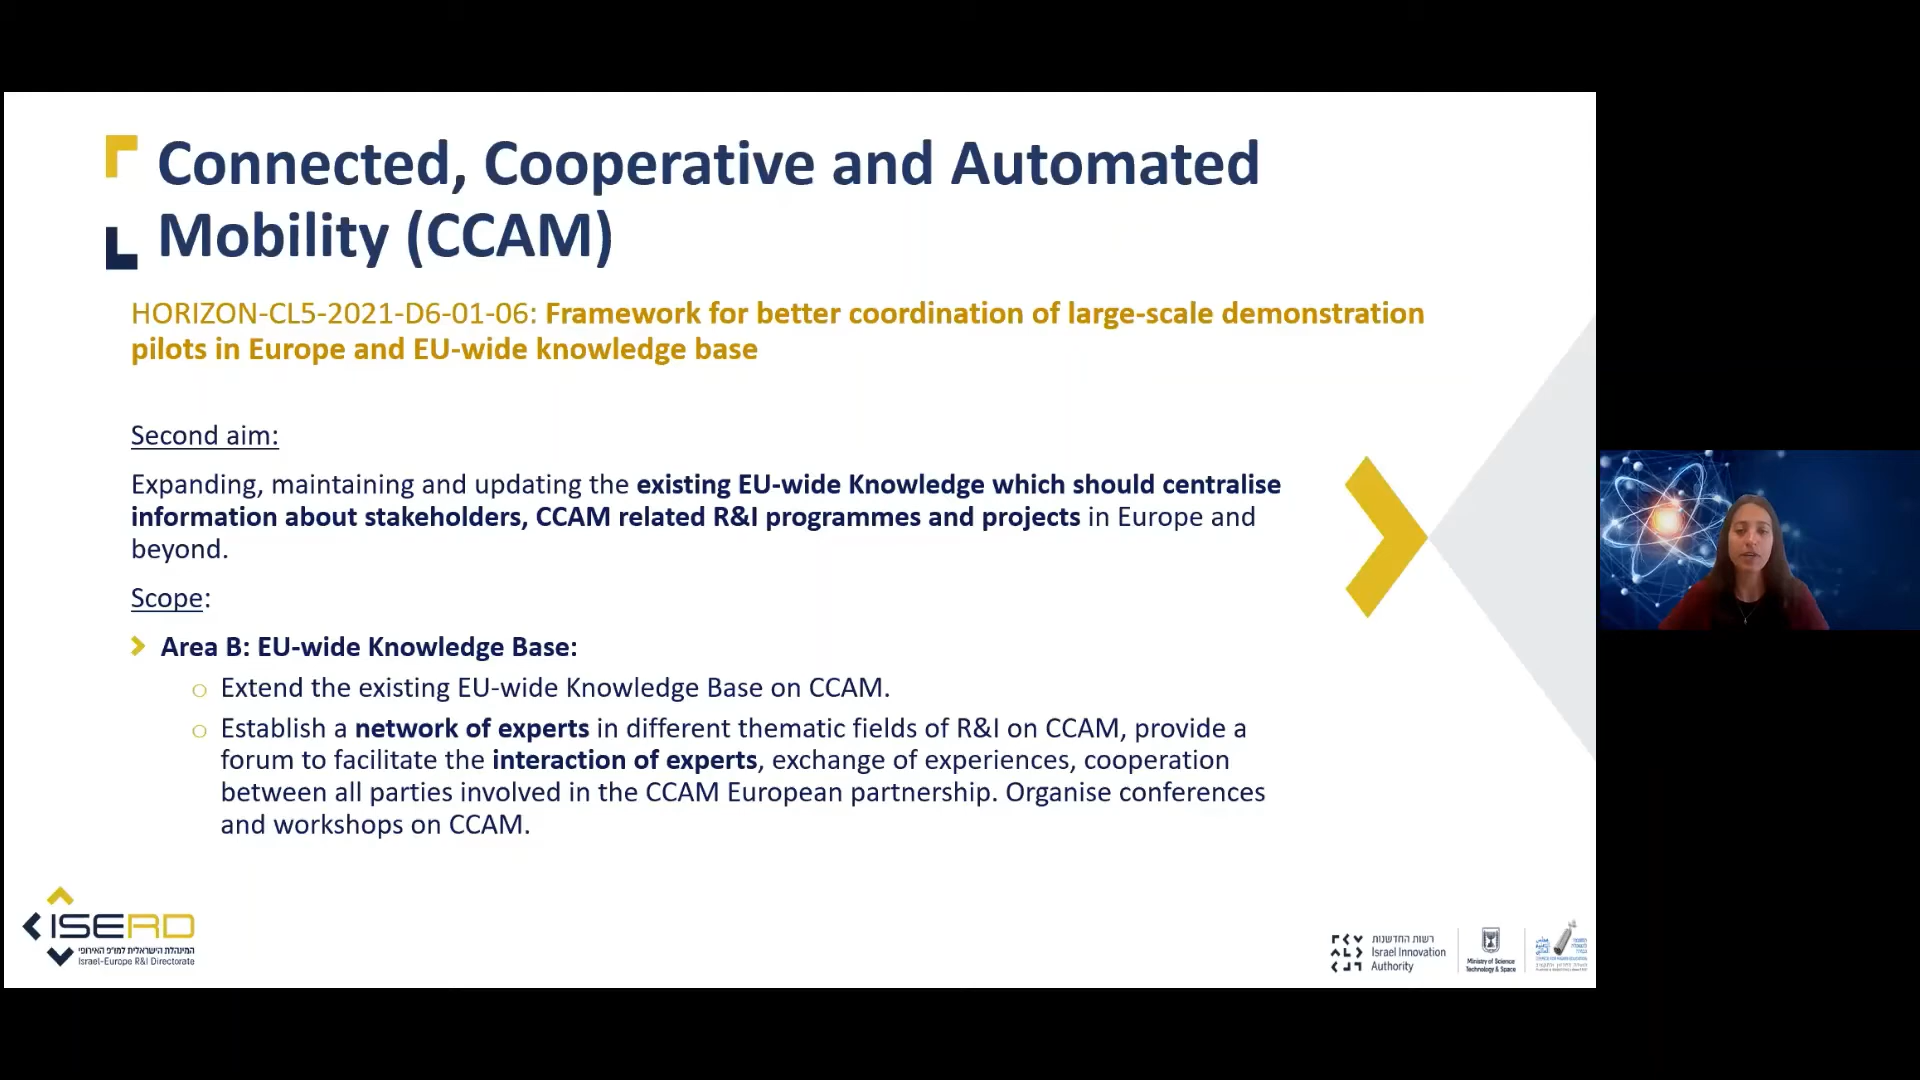 Connected, Cooperative and Automated
Mobility (CCAM)
HORIZON-CL5-2021-D6-01-06: Framework for better coordination of large-scale demonstration
pilots in Europe and EU-wide knowledge base
Second aim:
Expanding, maintaining and updating the existing EU-wide Knowledge which should centralise
information about stakeholders, CCAM related R&I programmes and projects in Europe and
beyond.
Scope:
Area B: EU-wide Knowledge Base:
Extend the existing EU-wide Knowledge Base on CCAM.
Establish a network of experts in different thematic fields of R&I on CCAM, provide a
forum to facilitate the interaction of experts, exchange of experiences, cooperation
between all parties involved in the CCAM European partnership. Organise conferences
and workshops on CCAM.
ISERD
המינהלת הישראלית למו״פ האירופי
Israel-Europe R&I Directorate
רשות החדשנות
Israel Innovation
Authority
Ministry of Science
Technology & Space